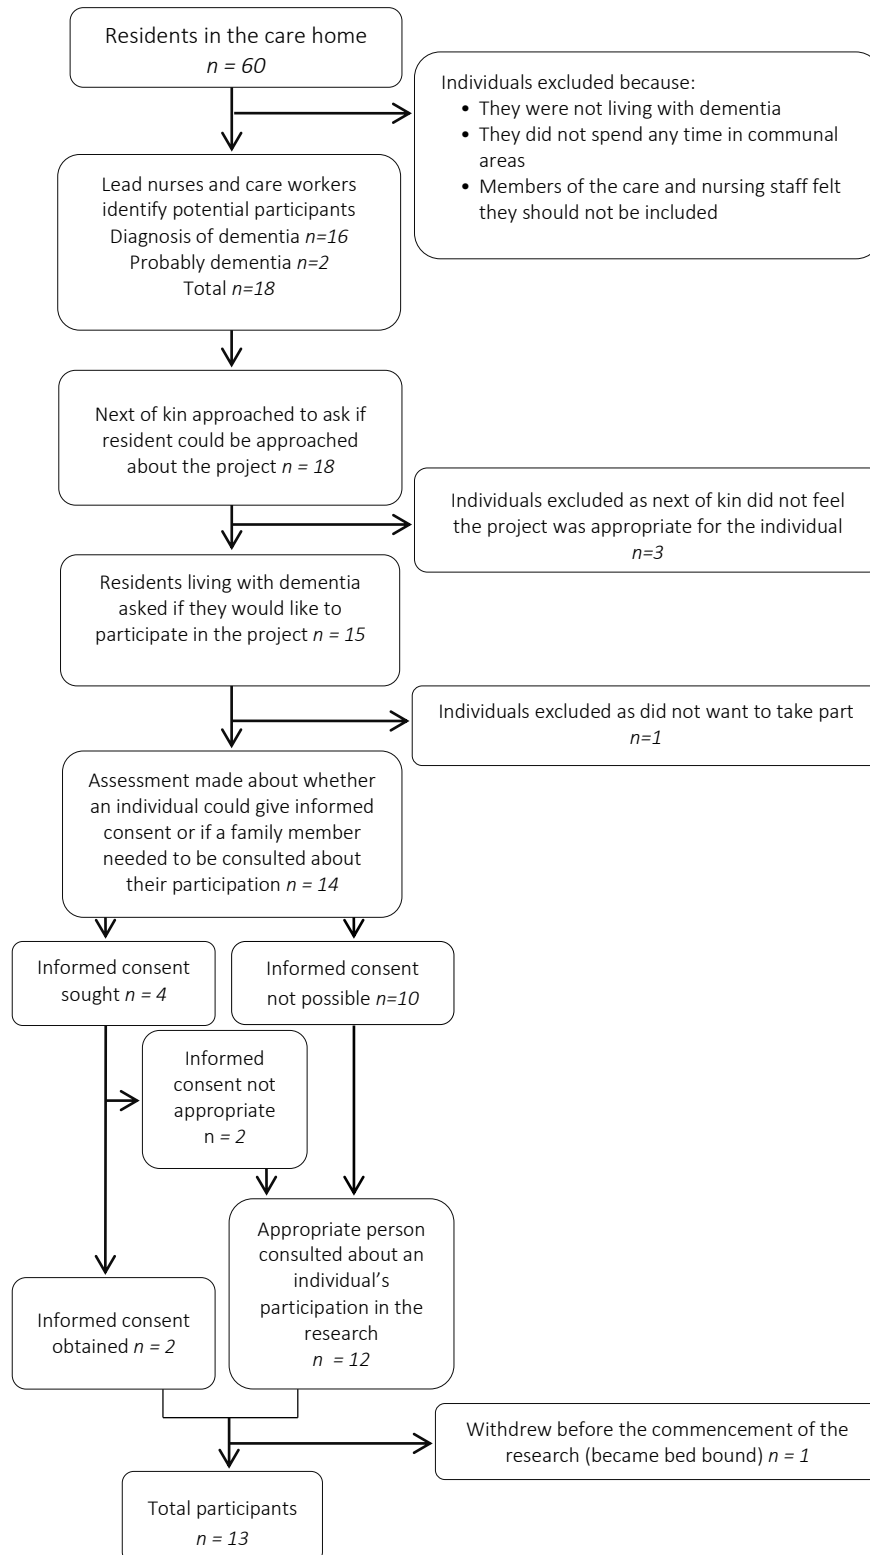 Residents in the care home
n = 60
Individuals excluded because:
• They were not living with dementia
• They did not spend any time in communal
areas
• Members of the care and nursing staff felt
they should not be included
Lead nurses and care workers
identify potential participants
Diagnosis of dementia n=16
Probably dementia n=2
Total n=18
Next of kin approached to ask if
resident could be approached
about the project n = 18
Individuals excluded as next of kin did not feel
the project was appropriate for the individual
n=3
Residents living with dementia
asked if they would like to
participate in the project n = 15
Individuals excluded as did not want to take part
n=1
Assessment made about whether
an individual could give informed
consent or if a family member
needed to be consulted about
their participation n = 14
Informed consent
sought n = 4
Informed consent
not possible n=10
Informed
consent not
appropriate
n = 2
Appropriate person
consulted about an
individual’s
participation in the
research
n = 12
Informed consent
obtained n = 2
Withdrew before the commencement of the
research (became bed bound) n = 1
Total participants
n = 13